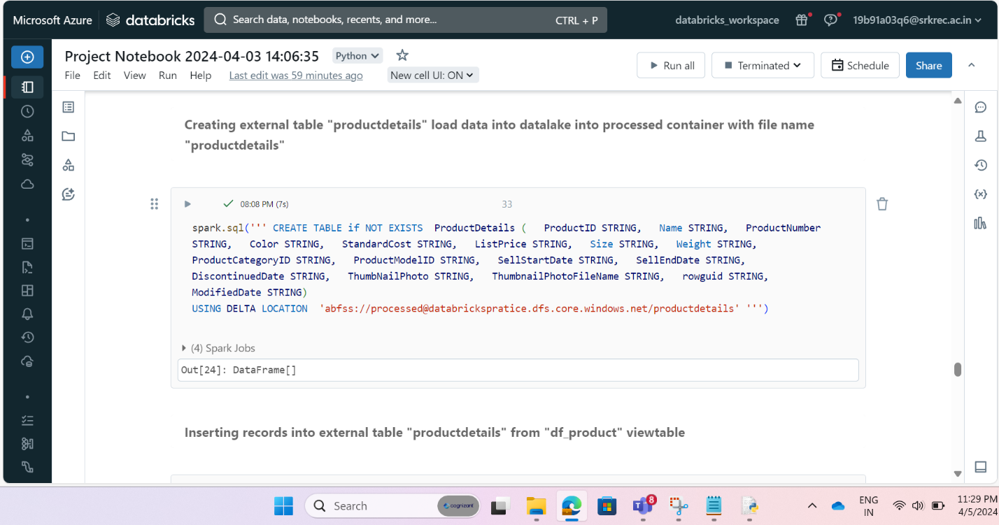 Microsoft Azure databricks Search data, notebooks, recents, and more... CTRL + P databricks_workspace 19b91a03q6@srkrec.ac.in
Project Notebook 2024-04-03 14:06:35 Python
File Edit View Run Help Last edit was 59 minutes ago New cell UI: ON
Run all Terminated Schedule Share
Creating external table "productdetails" load data into datalake into processed container with file name
"productdetails"
08:08 PM (7s) 33
spark.sql(''' CREATE TABLE if NOT EXISTS ProductDetails ( ProductID STRING, Name STRING, ProductNumber
STRING, Color STRING, StandardCost STRING, ListPrice STRING, Size STRING, Weight STRING,
ProductCategoryID STRING, ProductModelID STRING, SellStartDate STRING, SellEndDate STRING,
DiscontinuedDate STRING, ThumbNailPhoto STRING, ThumbnailPhotoFileName STRING, rowguid STRING,
ModifiedDate STRING)
USING DELTA LOCATION 'abfss://processed@databrickspratice.dfs.core.windows.net/productdetails' ''')
(4) Spark Jobs
Out[24]: DataFrame[]
Inserting records into external table "productdetails" from "df_product" viewtable
Search cognizant 8 ENG 11:29 PM
IN 4/5/2024